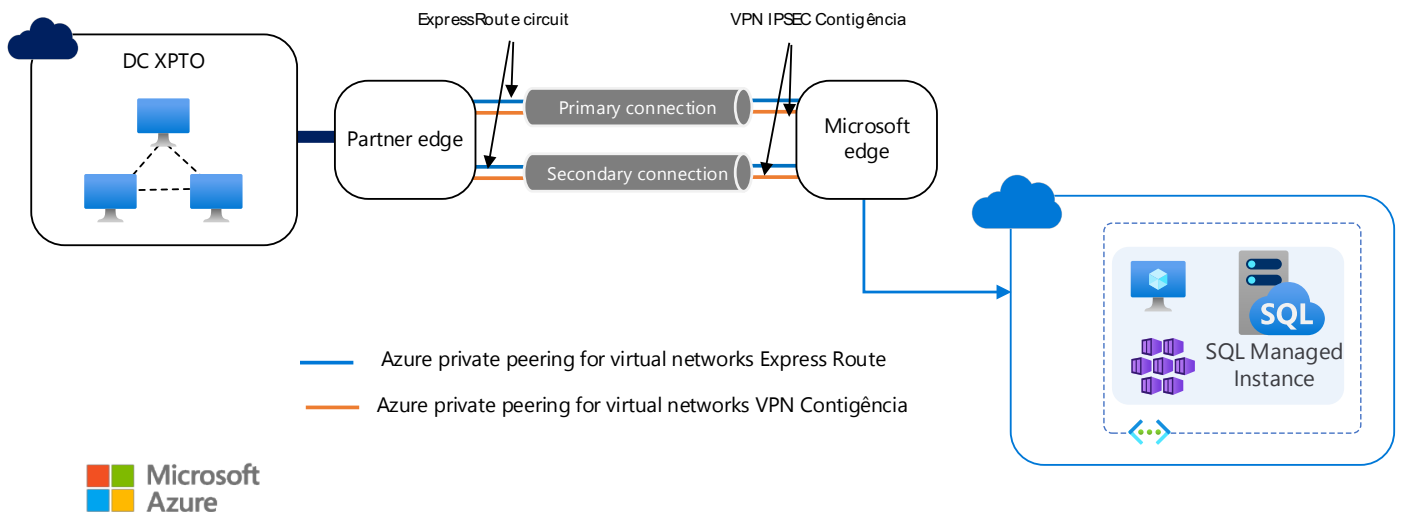 ExpressRoute circuit
VPN IPSEC Contigência
DC XPTO
Partner edge
Primary connection
Secondary connection
Microsoft
edge
SQL
SQL Managed
Instance
Azure private peering for virtual networks Express Route
Azure private peering for virtual networks VPN Contigência
Microsoft
Azure